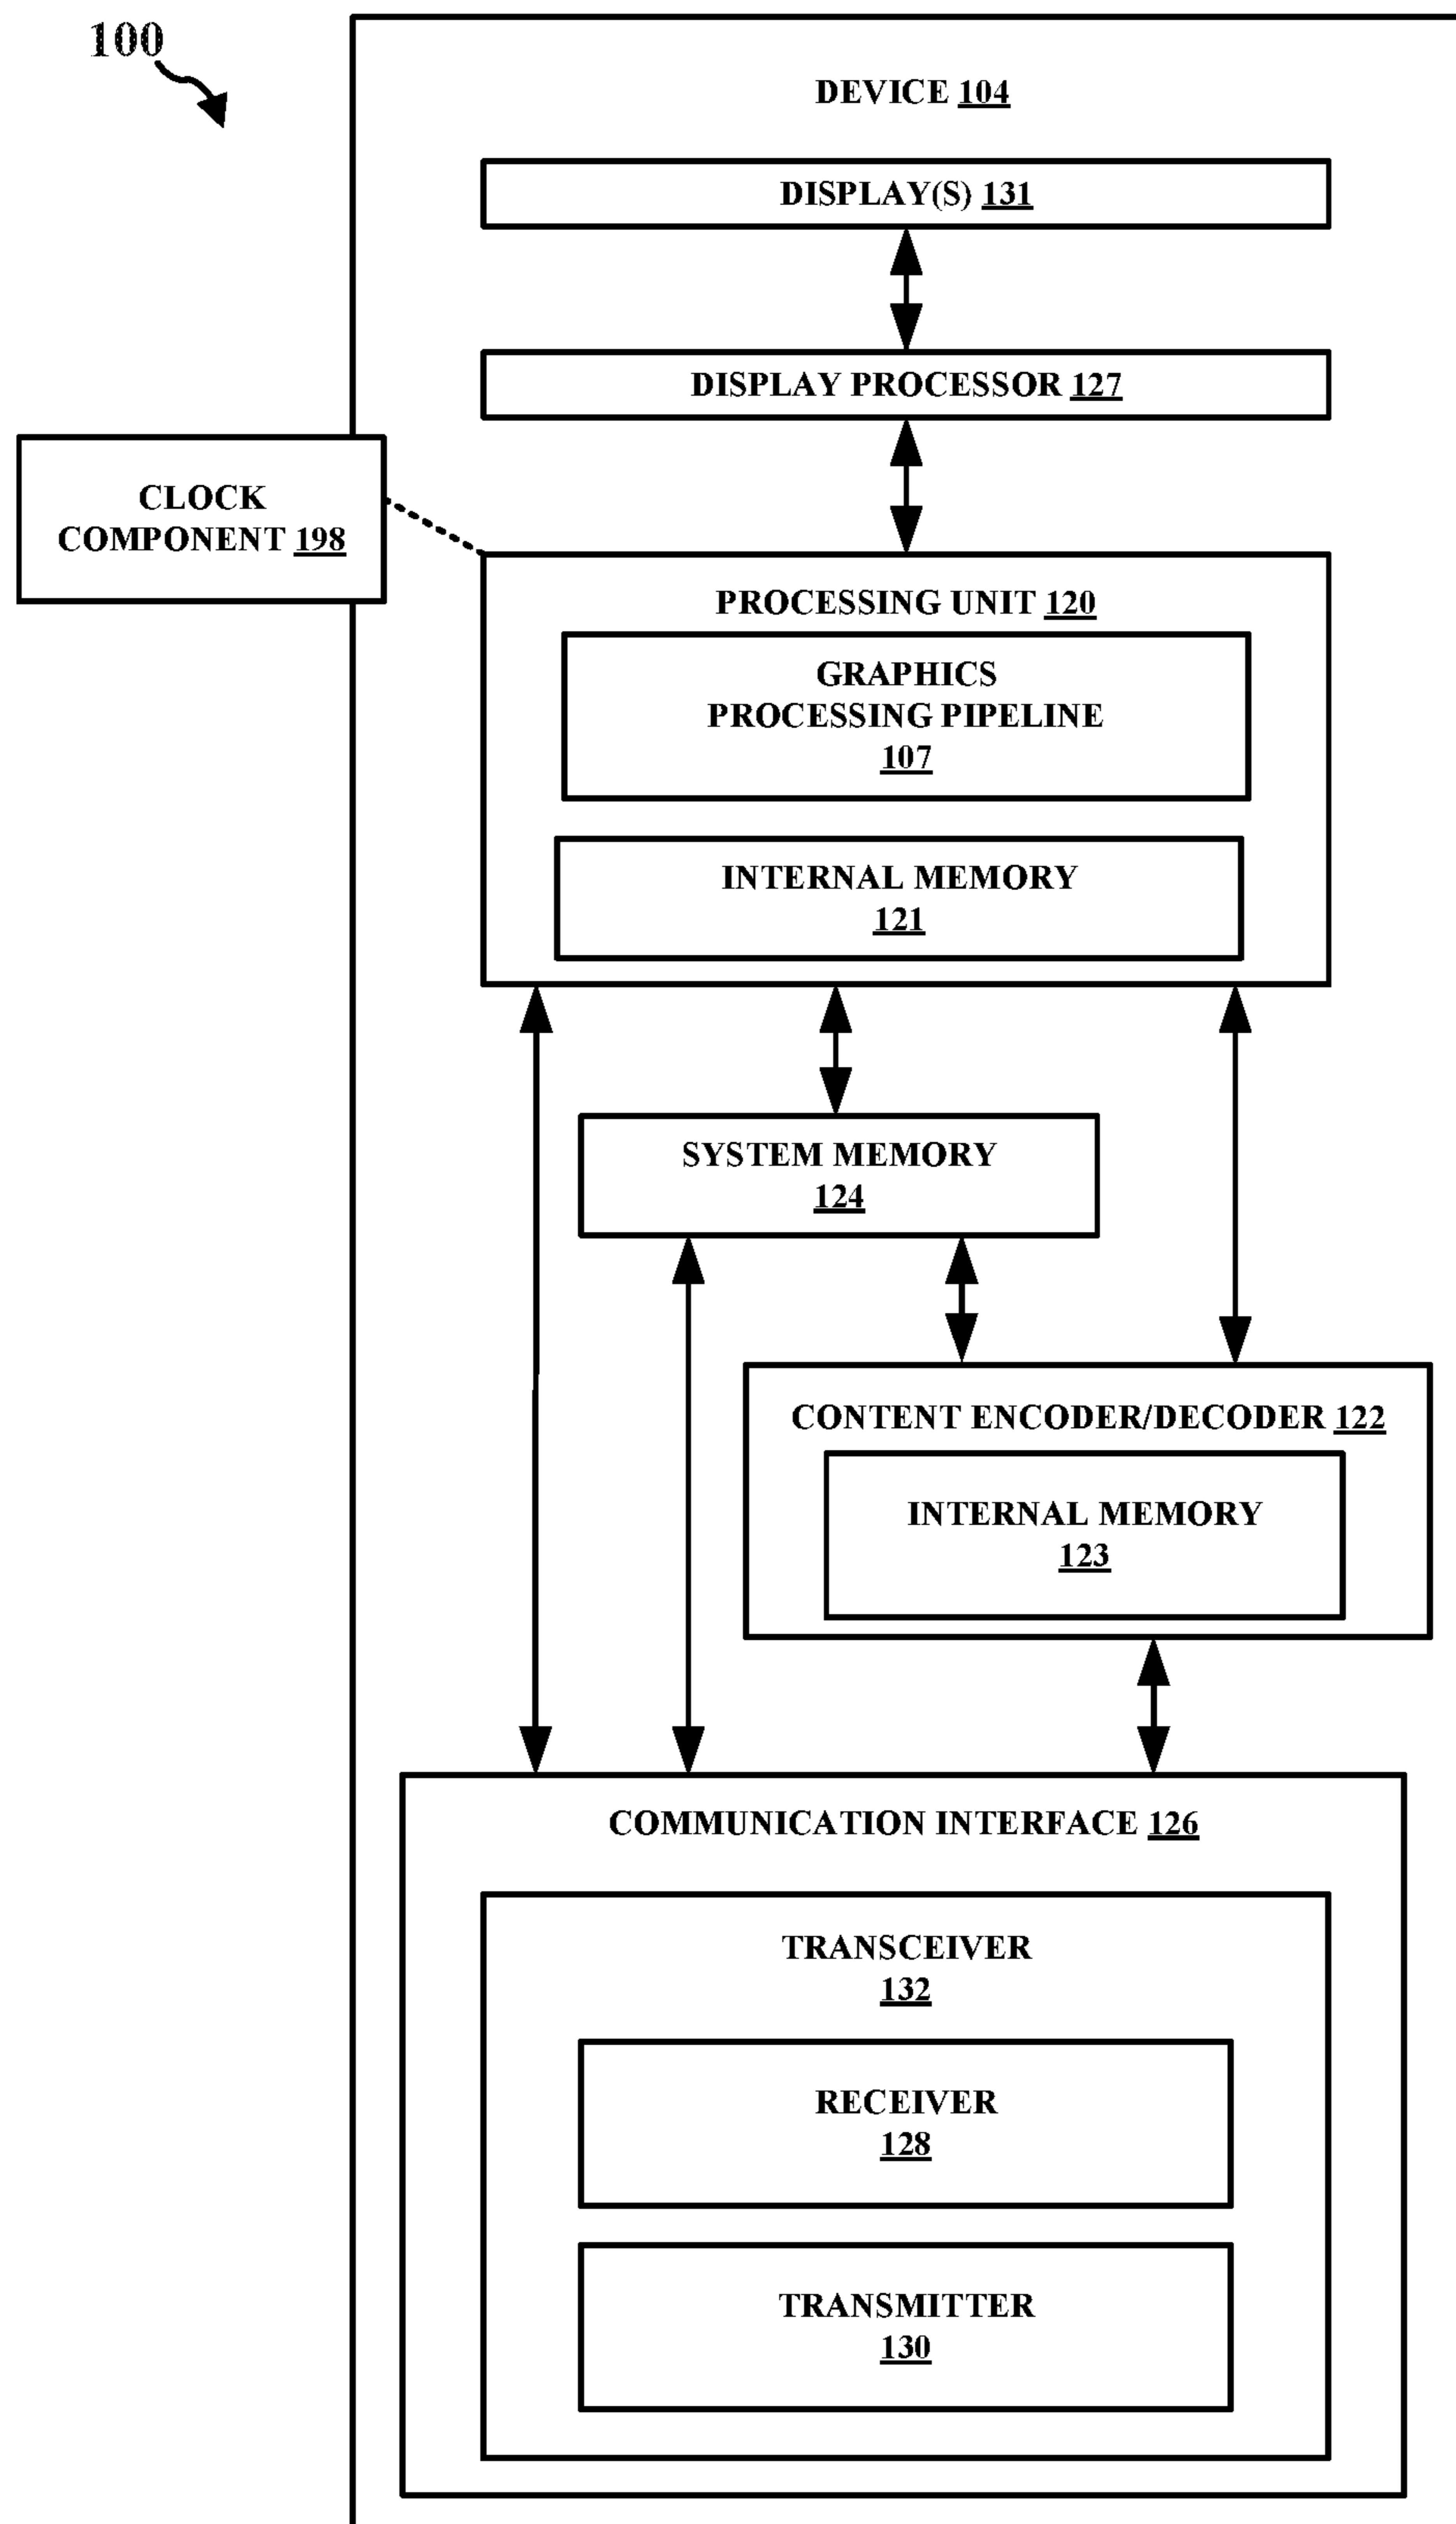 100
DEVICE 104
DISPLAY(S) 131
DISPLAY PROCESSOR 127
CLOCK
COMPONENT 198
PROCESSING UNIT 120
GRAPHICS
PROCESSING PIPELINE
107
INTERNAL MEMORY
121
SYSTEM MEMORY
124
CONTENT ENCODER/DECODER 122
INTERNAL MEMORY
123
COMMUNICATION INTERFACE 126
TRANSCEIVER
132
RECEIVER
128
TRANSMITTER
130